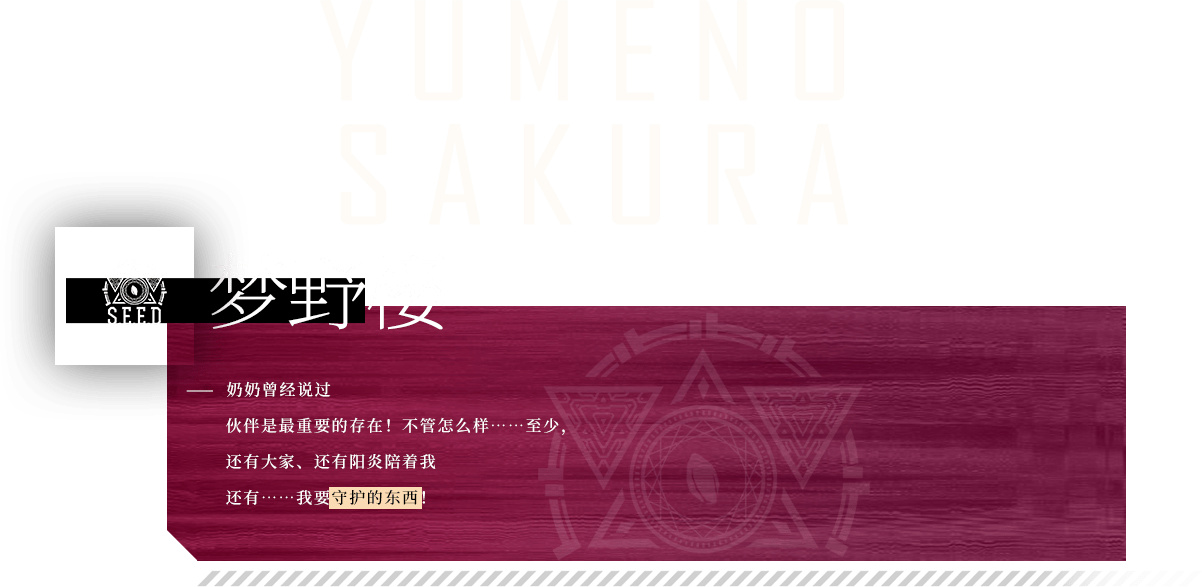 YUMENO
SAKURA
SEED
梦野樱
—— 奶奶曾经说过
伙伴是最重要的存在！不管怎么样……至少，
还有大家、还有阳炎陪着我
还有……我要守护的东西！